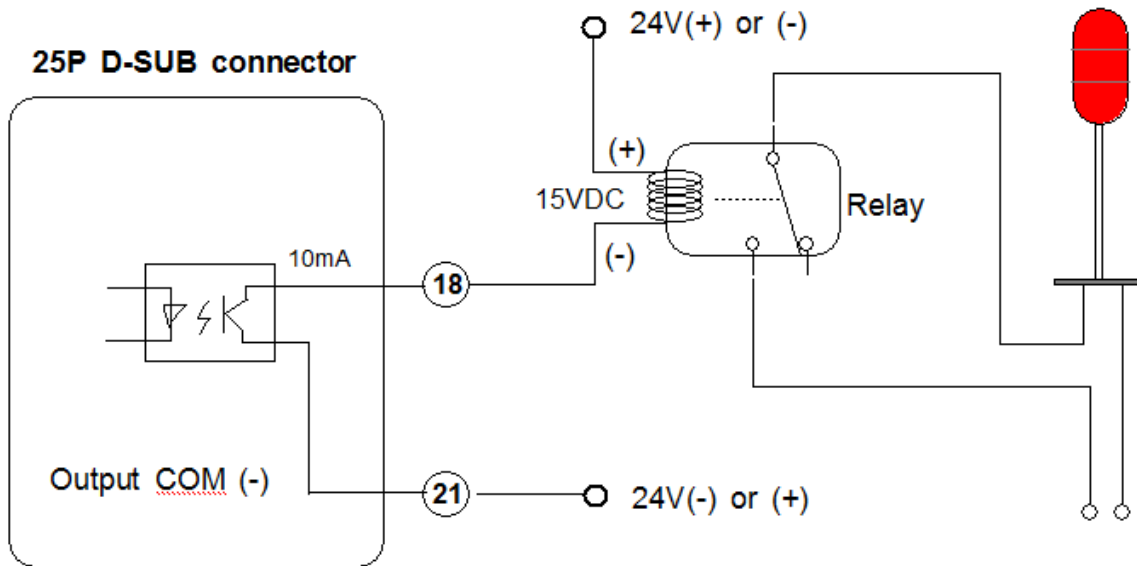 24V(+) or (-)
25P D-SUB connector
(+)
15VDC
Relay
(-)
10mA
18
Output COM (-)
21
24V(-) or (+)